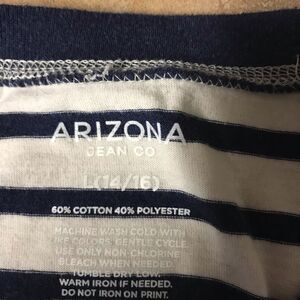 ARIZONA
JEAN CO
L(14/16)
60% COTTON 40% POLYESTER
MACHINE WASH COLD WITH
LIKE COLORS. GENTLE CYCLE.
USE ONLY NON-CHLORINE
BLEACH WHEN NEEDED.
TUMBLE DRY LOW.
WARM IRON IF NEEDED.
DO NOT IRON ON PRINT.